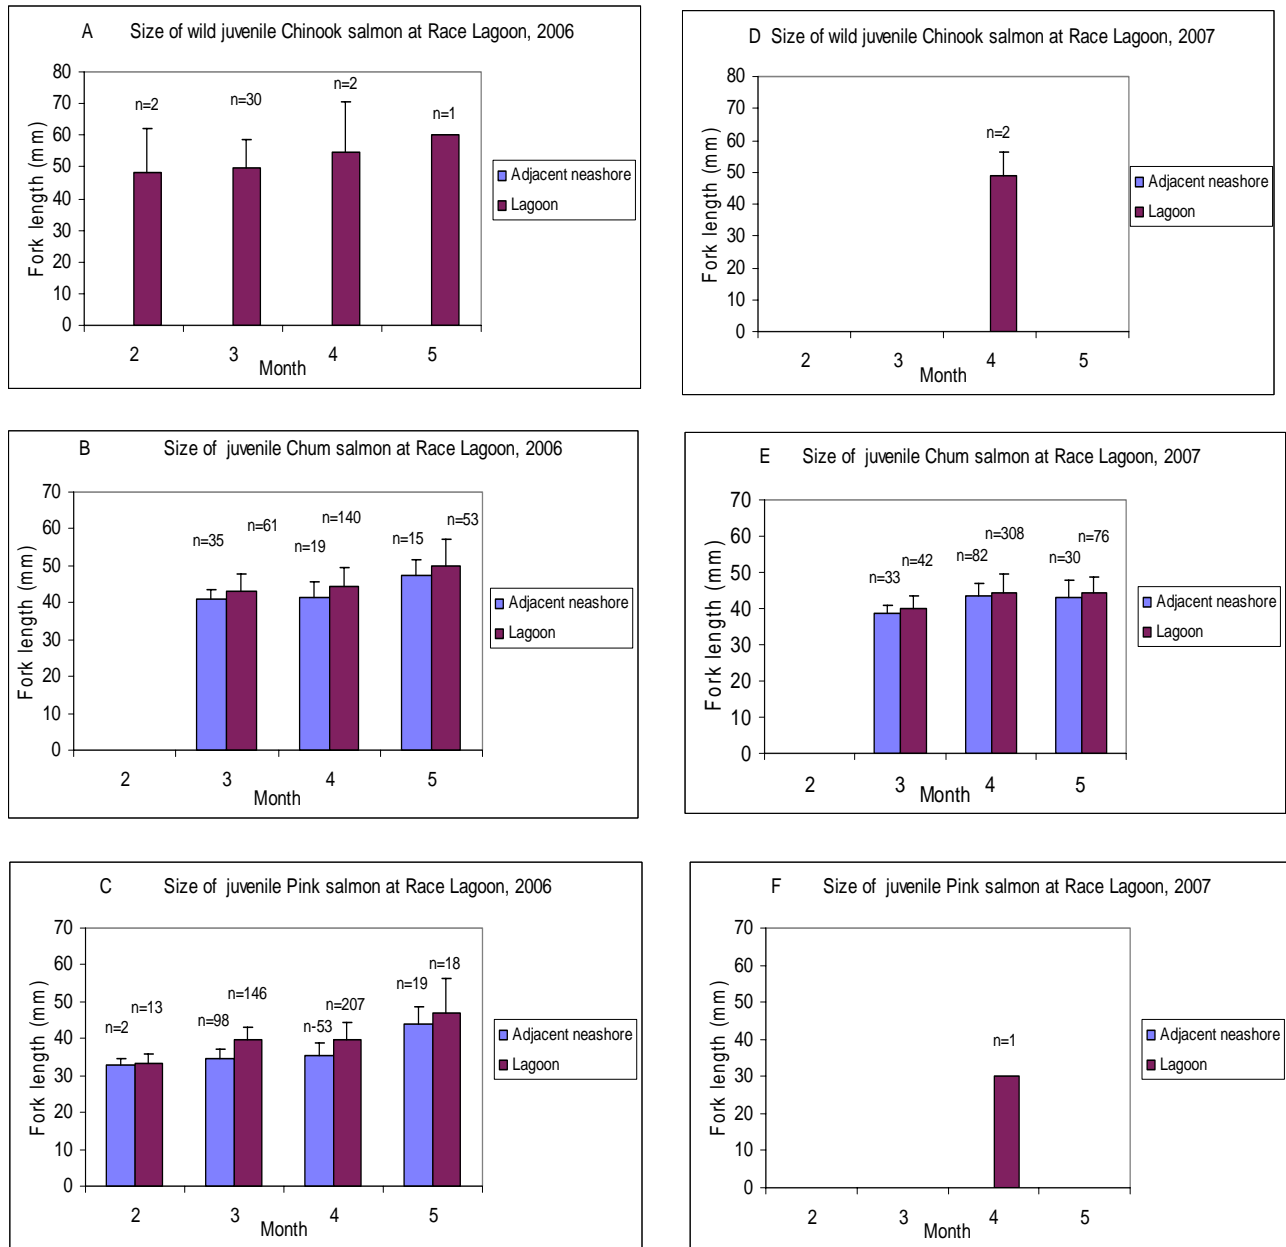 A Size of wild juvenile Chinook salmon at Race Lagoon, 2006
80
70
60
50
40
30
20
10
0
Fork length (mm)
n=2
n=30
n=2
n=1
2 3 4 5
Month
Adjacent neashore
Lagoon
D Size of wild juvenile Chinook salmon at Race Lagoon, 2007
80
70
60
50
40
30
20
10
0
Fork length (mm)
n=2
2 3 4 5
Month
Adjacent neashore
Lagoon
B Size of juvenile Chum salmon at Race Lagoon, 2006
70
60
50
40
30
20
10
0
Fork length (mm)
n=35
n=61
n=19
n=140
n=15
n=53
2 3 4 5
Month
Adjacent neashore
Lagoon
E Size of juvenile Chum salmon at Race Lagoon, 2007
70
60
50
40
30
20
10
0
Fork length (mm)
n=33
n=42
n=82
n=308
n=30
n=76
2 3 4 5
Month
Adjacent neashore
Lagoon
C Size of juvenile Pink salmon at Race Lagoon, 2006
70
60
50
40
30
20
10
0
Fork length (mm)
n=2
n=13
n=98
n=146
n-53
n=207
n=19
n=18
2 3 4 5
Month
Adjacent neashore
Lagoon
F Size of juvenile Pink salmon at Race Lagoon, 2007
70
60
50
40
30
20
10
0
Fork length (mm)
n=1
2 3 4 5
Month
Adjacent neashore
Lagoon